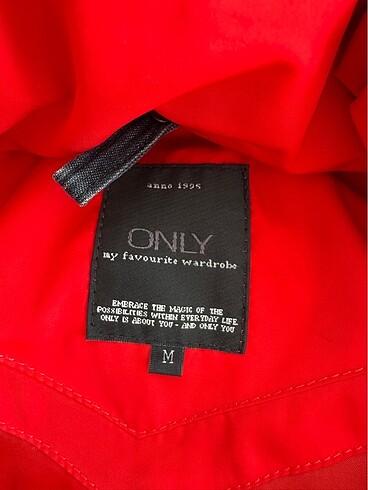 anno 1995
ONLY
my favourite wardrobe
EMBRACE THE MAGIC OF THE
POSSIBILITIES WITHIN EVERYDAY LIFE
ONLY IS ABOUT YOU - AND ONLY YOU
M